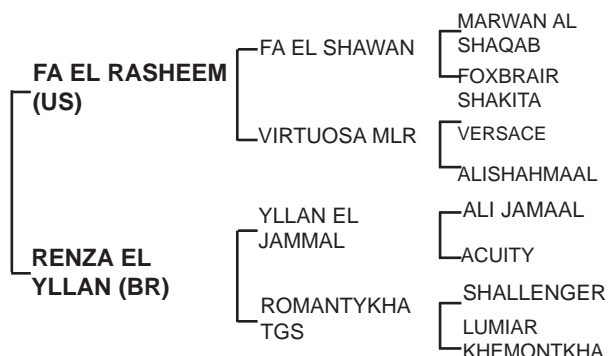 FA EL RASHEEM
(US)
FA EL SHAWAN
MARWAN AL
SHAQAB
FOXBRAIR
SHAKITA
VIRTUOSA MLR
VERSACE
ALISHAHMAAL
RENZA EL
YLLAN (BR)
YLLAN EL
JAMMAL
ALI JAMAAL
ACUITY
ROMANTYKHA
TGS
SHALLENGER
LUMIAR
KHEMONTKHA